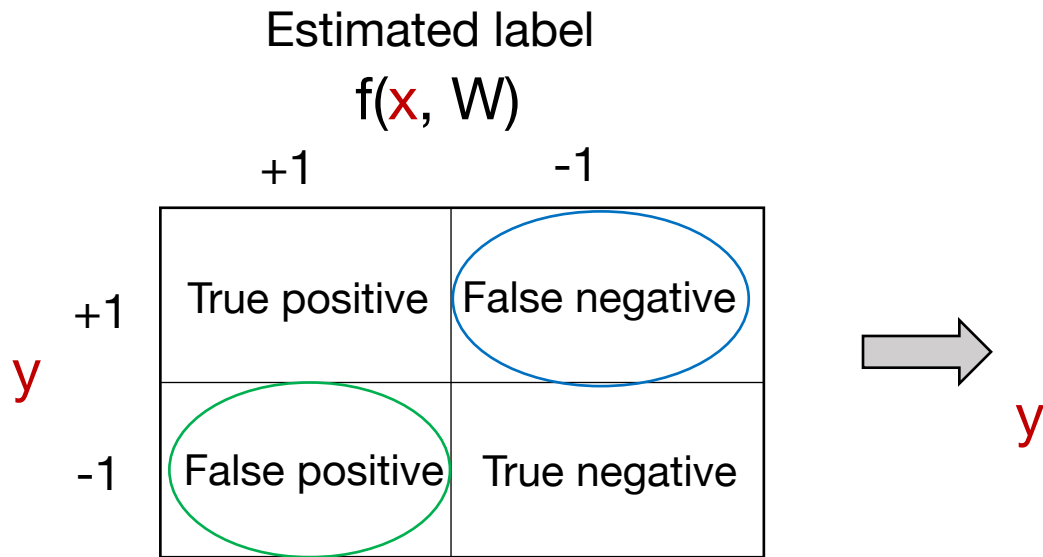 Estimated label
f(x, W)
+1 -1
+1 True positive False negative
y
y
-1 False positive True negative